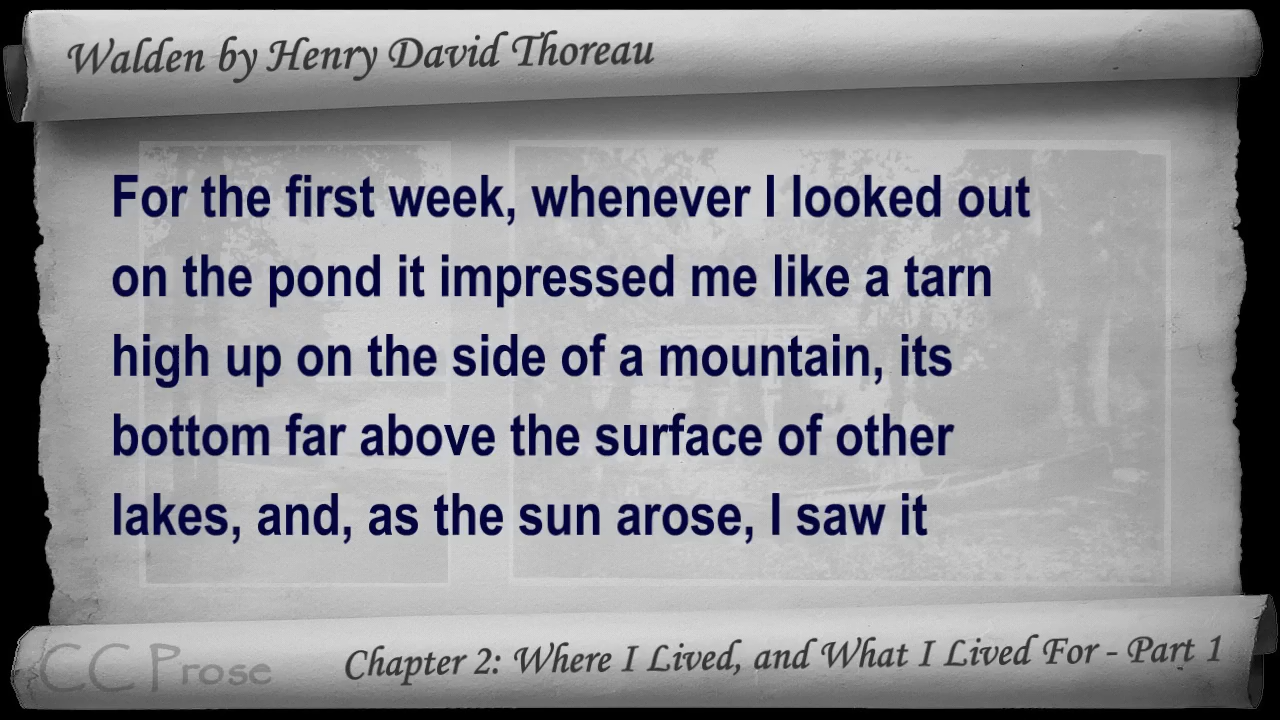 Walden by Henry David Thoreau
For the first week, whenever I looked out
on the pond it impressed me like a tarn
high up on the side of a mountain, its
bottom far above the surface of other
lakes, and, as the sun arose, I saw it
CC Prose
Chapter 2: Where I Lived, and What I Lived For - Part 1